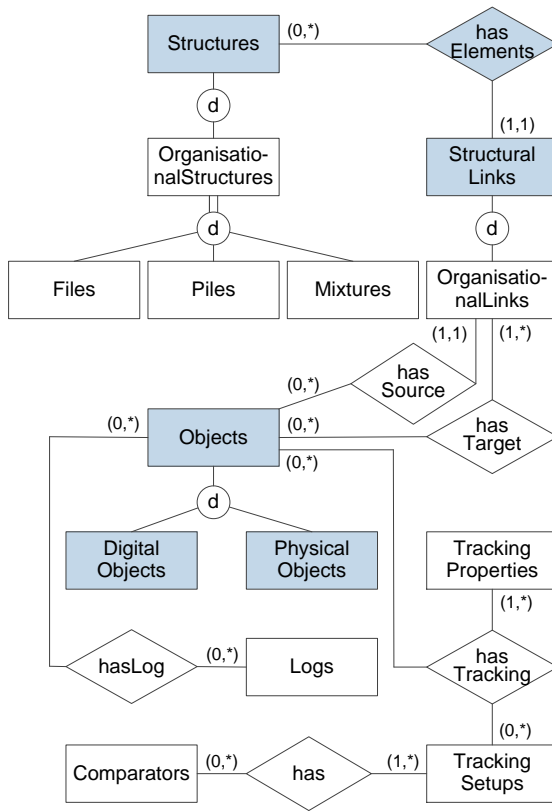 Structures
(0,*)
has
Elements
d
(1,1)
Organisatio-
nalStructures
Structural
Links
d
d
Files
Piles
Mixtures
Organisatio-
nalLinks
(1,1)
(1,*)
has
Source
(0,*)
(0,*)
Objects
(0,*)
has
Target
(0,*)
d
Digital
Objects
Physical
Objects
Tracking
Properties
(1,*)
hasLog
(0,*)
Logs
has
Tracking
(0,*)
Comparators
(0,*)
has
(1,*)
Tracking
Setups